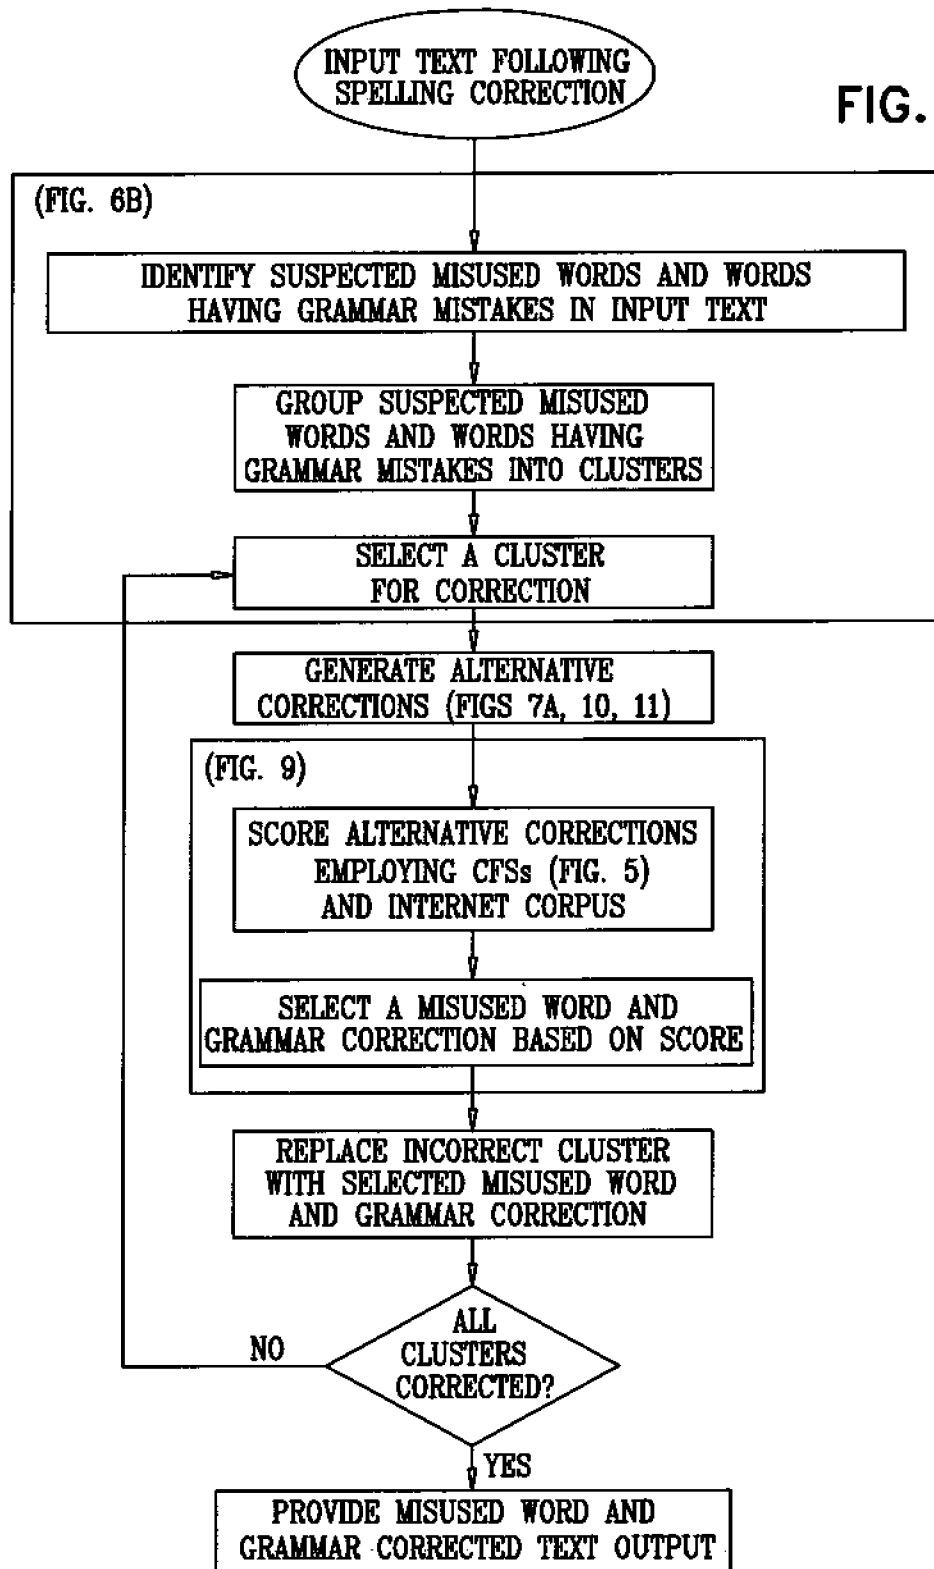 INPUT TEXT FOLLOWING
SPELLING CORRECTION
FIG.
(FIG. 6B)
IDENTIFY SUSPECTED MISUSED WORDS AND WORDS
HAVING GRAMMAR MISTAKES IN INPUT TEXT
GROUP SUSPECTED MISUSED
WORDS AND WORDS HAVING
GRAMMAR MISTAKES INTO CLUSTERS
SELECT A CLUSTER
FOR CORRECTION
GENERATE ALTERNATIVE
CORRECTIONS (FIGS 7A, 10, 11)
(FIG. 9)
SCORE ALTERNATIVE CORRECTIONS
EMPLOYING CFSs (FIG. 5)
AND INTERNET CORPUS
SELECT A MISUSED WORD AND
GRAMMAR CORRECTION BASED ON SCORE
REPLACE INCORRECT CLUSTER
WITH SELECTED MISUSED WORD
AND GRAMMAR CORRECTION
ALL
CLUSTERS
CORRECTED?
NO
YES
PROVIDE MISUSED WORD AND
GRAMMAR CORRECTED TEXT OUTPUT